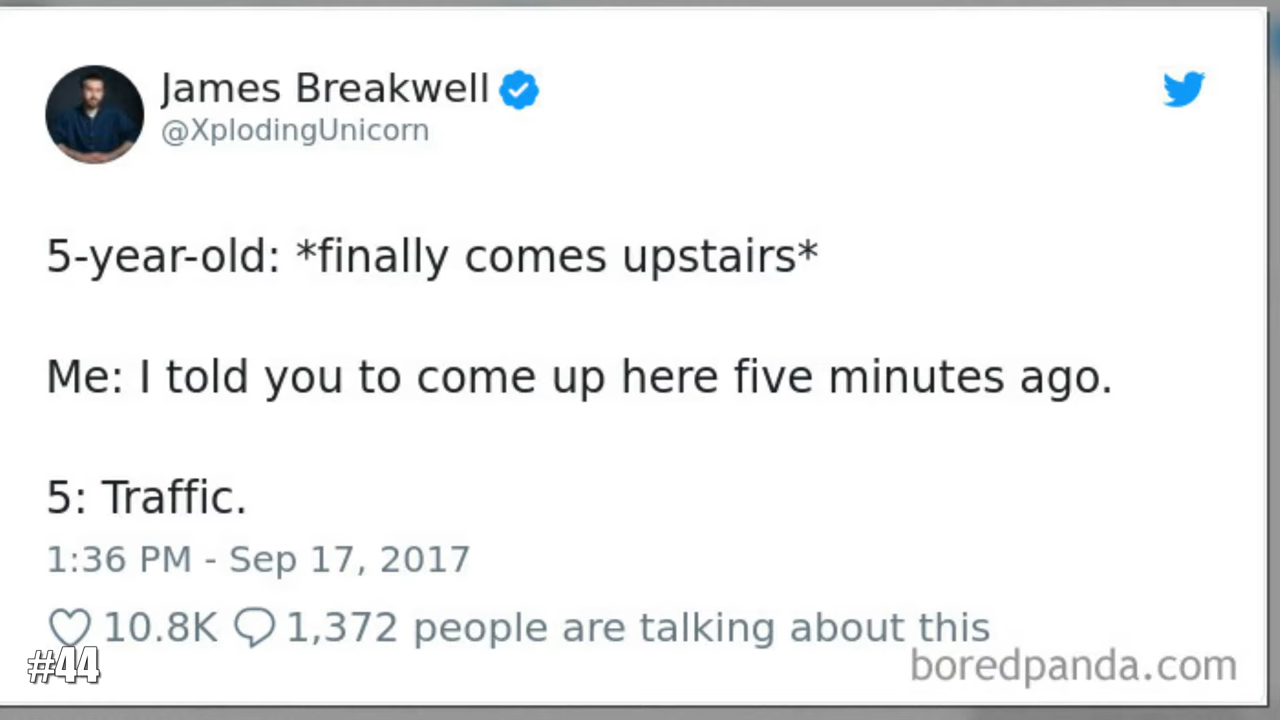 James Breakwell
@XplodingUnicorn
5-year-old: *finally comes upstairs*
Me: I told you to come up here five minutes ago.
5: Traffic.
1:36 PM - Sep 17, 2017
10.8K 1,372 people are talking about this
#44
boredpanda.com